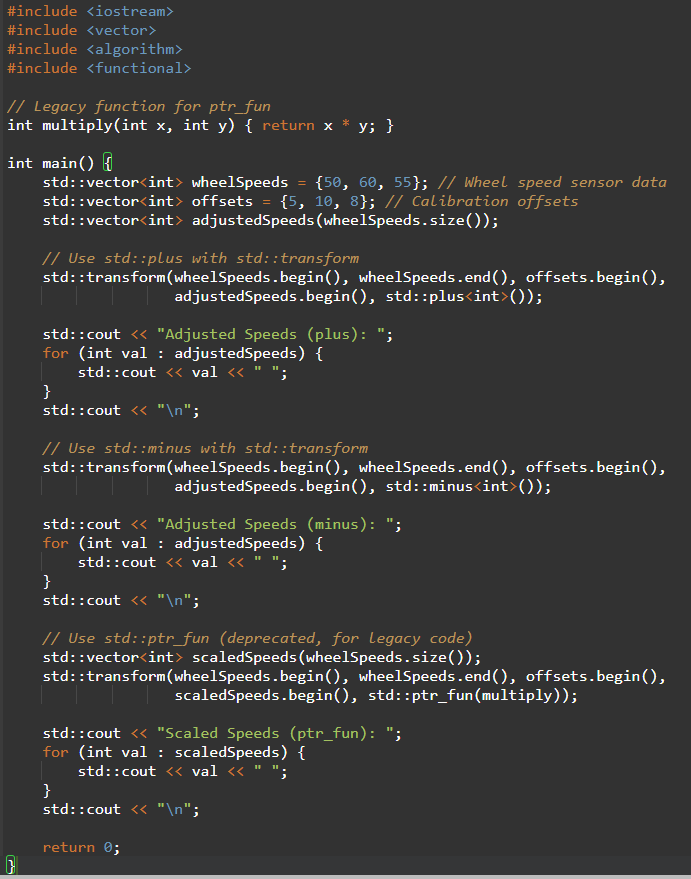 #include <iostream>
#include <vector>
#include <algorithm>
#include <functional>

// Legacy function for ptr_fun
int multiply(int x, int y) { return x * y; }

int main() {
    std::vector<int> wheelSpeeds = {50, 60, 55}; // Wheel speed sensor data
    std::vector<int> offsets = {5, 10, 8}; // Calibration offsets
    std::vector<int> adjustedSpeeds(wheelSpeeds.size());

    // Use std::plus with std::transform
    std::transform(wheelSpeeds.begin(), wheelSpeeds.end(), offsets.begin(),
                   adjustedSpeeds.begin(), std::plus<int>());

    std::cout << "Adjusted Speeds (plus): ";
    for (int val : adjustedSpeeds) {
        std::cout << val << " ";
    }
    std::cout << "\n";

    // Use std::minus with std::transform
    std::transform(wheelSpeeds.begin(), wheelSpeeds.end(), offsets.begin(),
                   adjustedSpeeds.begin(), std::minus<int>());

    std::cout << "Adjusted Speeds (minus): ";
    for (int val : adjustedSpeeds) {
        std::cout << val << " ";
    }
    std::cout << "\n";

    // Use std::ptr_fun (deprecated, for legacy code)
    std::vector<int> scaledSpeeds(wheelSpeeds.size());
    std::transform(wheelSpeeds.begin(), wheelSpeeds.end(), offsets.begin(),
                   scaledSpeeds.begin(), std::ptr_fun(multiply));

    std::cout << "Scaled Speeds (ptr_fun): ";
    for (int val : scaledSpeeds) {
        std::cout << val << " ";
    }
    std::cout << "\n";

    return 0;
}